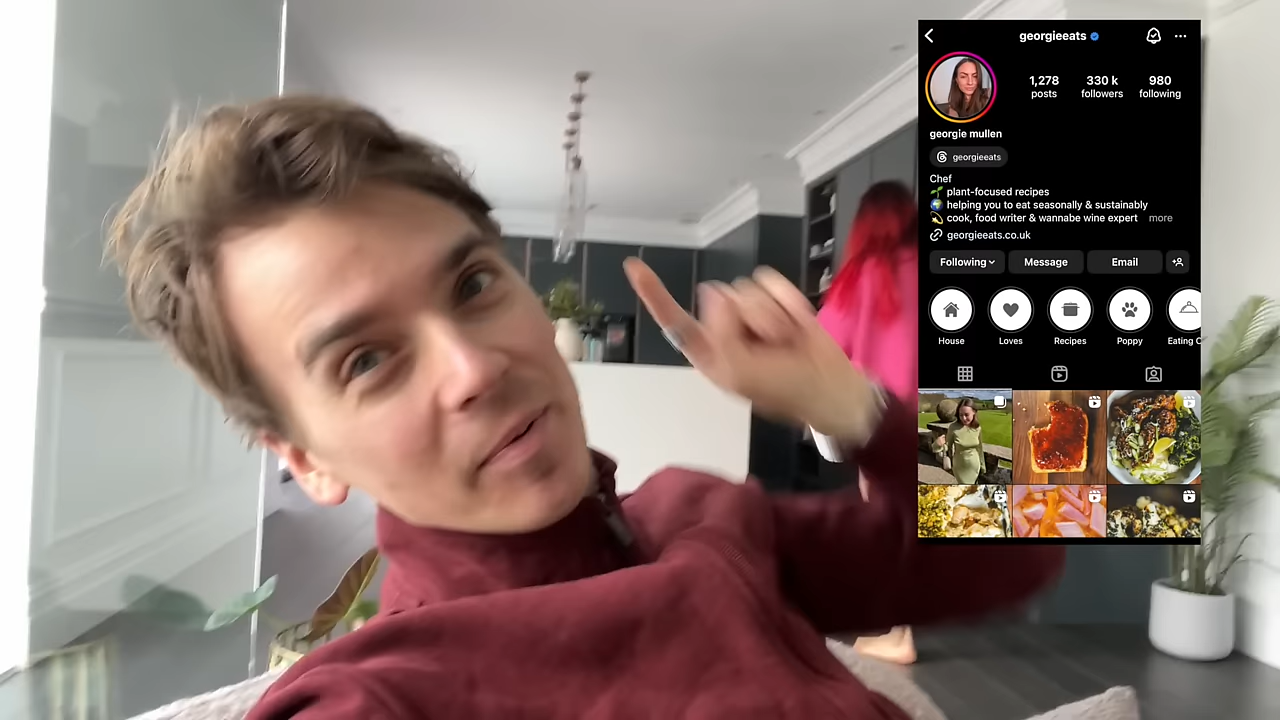 georgieeats
1,278 330 k 980
posts followers following
georgie mullen
georgieeats
Chef
🌱 plant-focused recipes
🌍 helping you to eat seasonally & sustainably
💫 cook, food writer & wannabe wine expert more
georgieeats.co.uk
Following Message Email
House Loves Recipes Poppy Eating O